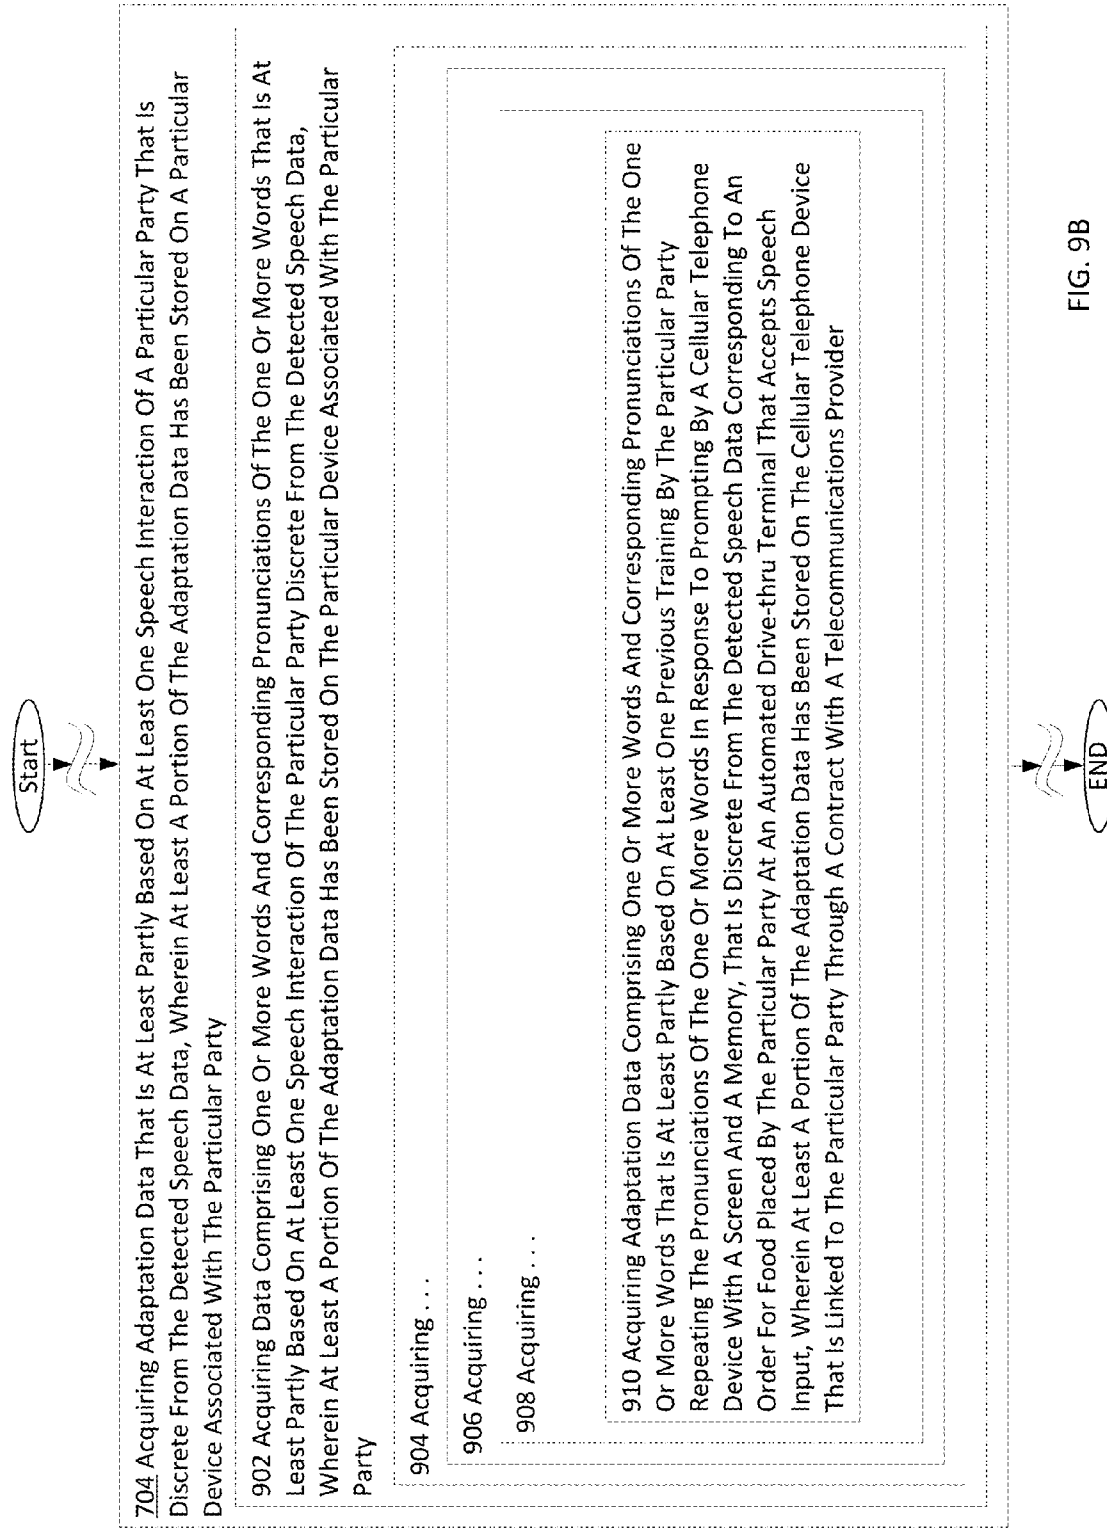 Start
704 Acquiring Adaptation Data That Is At Least Partly Based On At Least One Speech Interaction Of A Particular Party That Is
Discrete From The Detected Speech Data, Wherein At Least A Portion Of The Adaptation Data Has Been Stored On A Particular
Device Associated With The Particular Party
902 Acquiring Data Comprising One Or More Words And Corresponding Pronunciations Of The One Or More Words That Is At
Least Partly Based On At Least One Speech Interaction Of The Particular Party Discrete From The Detected Speech Data,
Wherein At Least A Portion Of The Adaptation Data Has Been Stored On The Particular Device Associated With The Particular
Party
904 Acquiring . . .
906 Acquiring . . .
908 Acquiring . . .
910 Acquiring Adaptation Data Comprising One Or More Words And Corresponding Pronunciations Of The One
Or More Words That Is At Least Partly Based On At Least One Previous Training By The Particular Party
Repeating The Pronunciations Of The One Or More Words In Response To Prompting By A Cellular Telephone
Device With A Screen And A Memory, That Is Discrete From The Detected Speech Data Corresponding To An
Order For Food Placed By The Particular Party At An Automated Drive-thru Terminal That Accepts Speech
Input, Wherein At Least A Portion Of The Adaptation Data Has Been Stored On The Cellular Telephone Device
That Is Linked To The Particular Party Through A Contract With A Telecommunications Provider
END
FIG. 9B